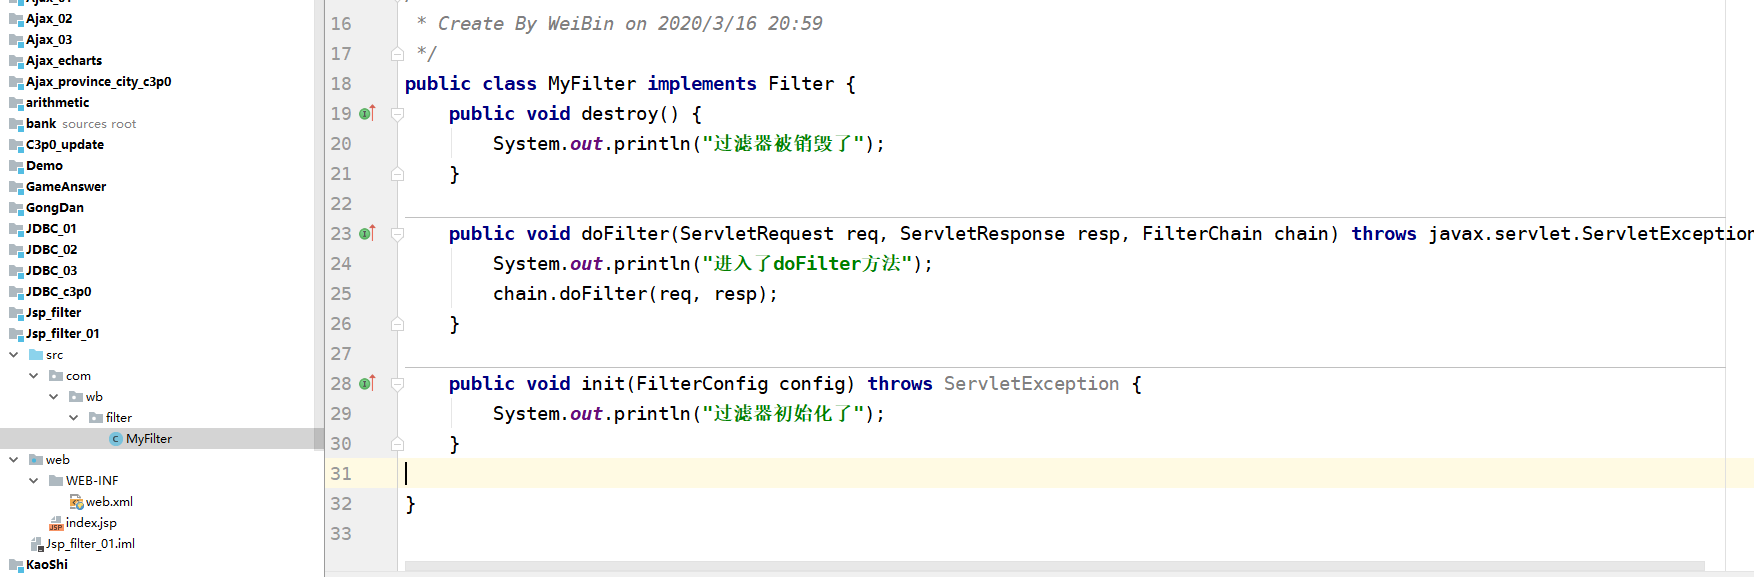 Ajax_02
Ajax_03
Ajax_echarts
Ajax_province_city_c3p0
arithmetic
bank sources root
C3p0_update
Demo
GameAnswer
GongDan
JDBC_01
JDBC_02
JDBC_03
JDBC_c3p0
Jsp_filter
Jsp_filter_01
src
com
wb
filter
MyFilter
web
WEB-INF
web.xml
index.jsp
Jsp_filter_01.iml
KaoShi
16 * Create By WeiBin on 2020/3/16 20:59
17 */
18 public class MyFilter implements Filter {
19 public void destroy() {
20 System.out.println("过滤器被销毁了");
21 }
22
23 public void doFilter(ServletRequest req, ServletResponse resp, FilterChain chain) throws javax.servlet.ServletException
24 System.out.println("进入了doFilter方法");
25 chain.doFilter(req, resp);
26 }
27
28 public void init(FilterConfig config) throws ServletException {
29 System.out.println("过滤器初始化了");
30 }
31
32 }
33